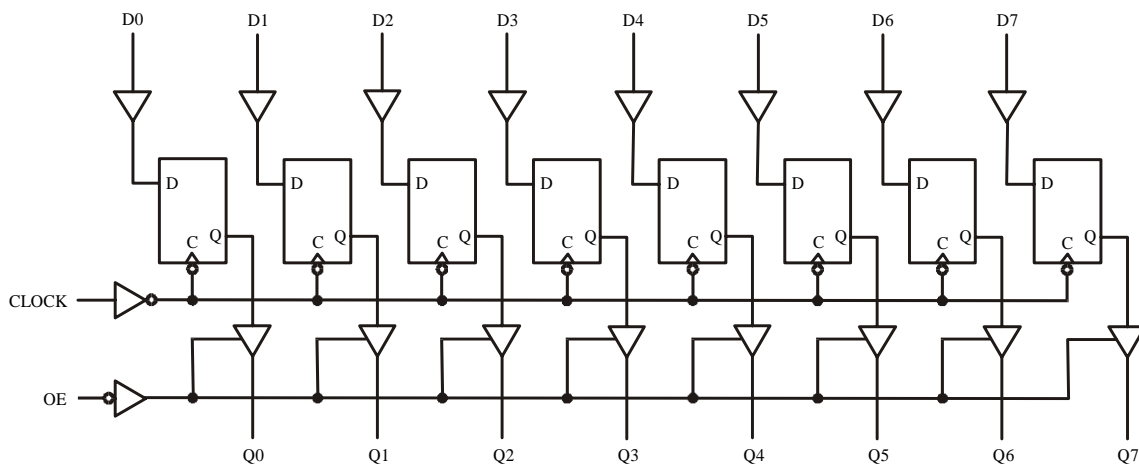 D0 D1 D2 D3 D4 D5 D6 D7
D D D D D D D D
Q Q Q Q Q Q Q Q
C C C C C C C C
CLOCK
OE
Q0 Q1 Q2 Q3 Q4 Q5 Q6 Q7